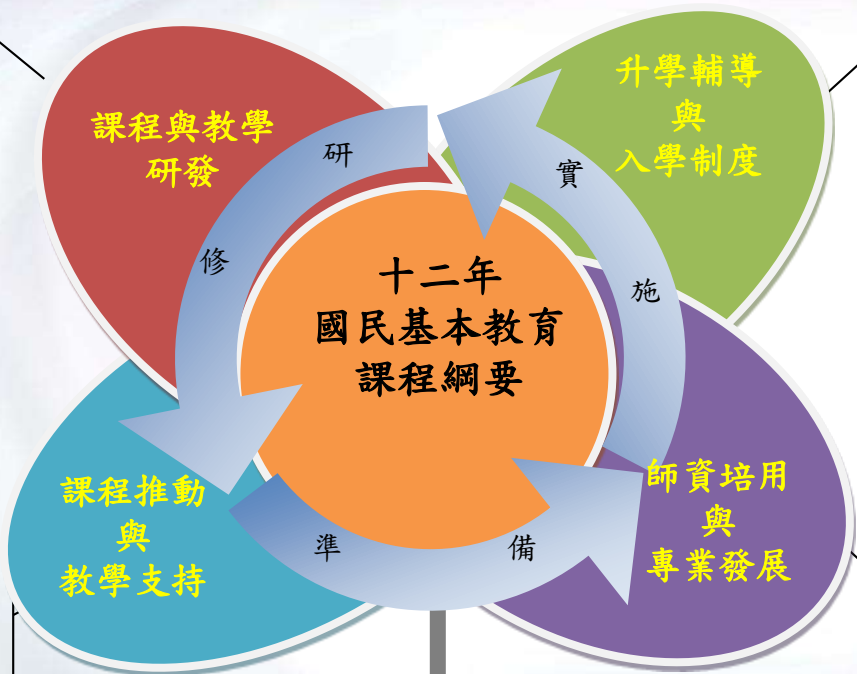 課程與教學
研發
升學輔導
與
入學制度
研
修
實
施
十二年
國民基本教育
課程綱要
課程推動
與
教學支持
準
備
師資培用
與
專業發展